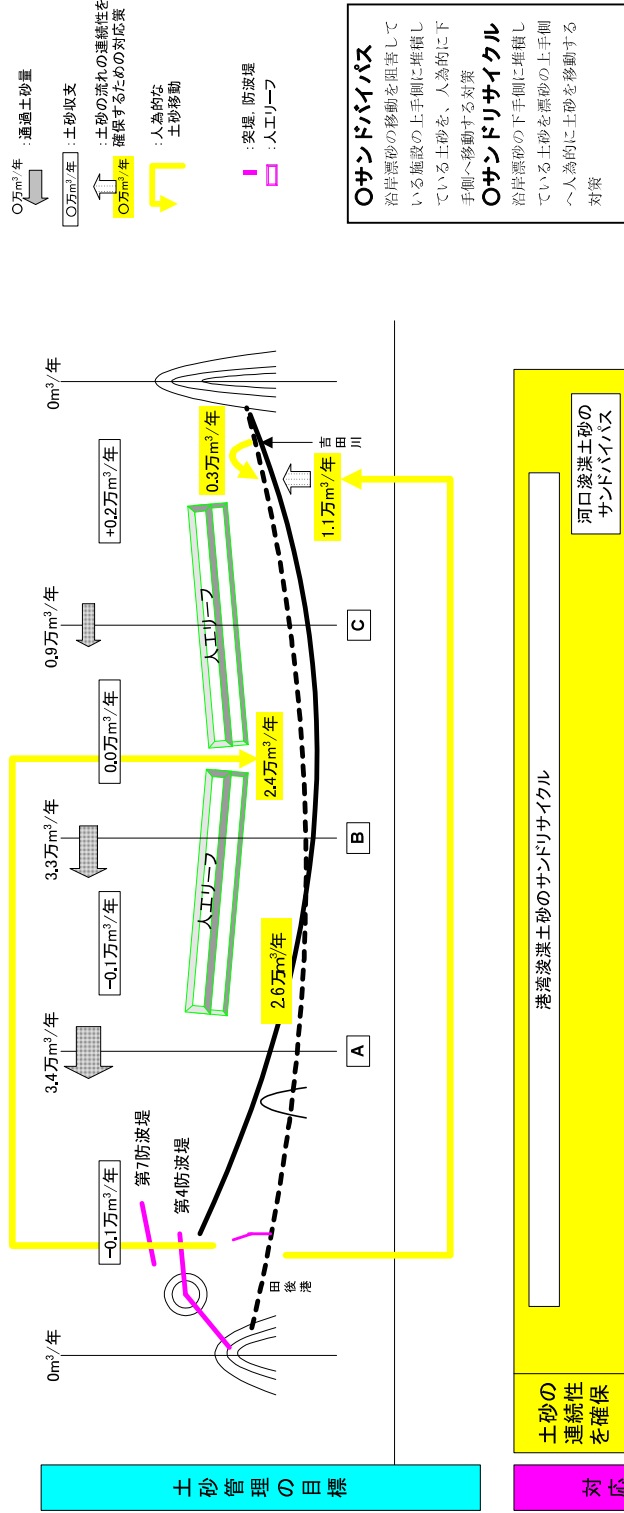 土砂管理の目標
0m³/年
-0.1万m³/年
3.4万m³/年
-0.1万m³/年
3.3万m³/年
0.0万m³/年
0.9万m³/年
+0.2万m³/年
0m³/年
第7防波堤
第4防波堤
田後港
人工リーフ
人工リーフ
2.6万m³/年
2.4万m³/年
0.3万m³/年
吉田川
1.1万m³/年
A
B
C
〇万m³/年
:通過土砂量
〇万m³/年
:土砂収支
:土砂の流れの連続性を
確保するための対応策
〇万m³/年
:人為的な
土砂移動
:突堤、防波堤
:人工リーフ
〇サンドバイパス
沿岸漂砂の移動を阻害して
いる施設の上手側に堆積し
ている土砂を、人為的に下
手側へ移動する対策
〇サンドリサイクル
沿岸漂砂の下手側に堆積し
ている土砂を漂砂の上手側
へ人為的に土砂を移動する
対策
対応
土砂の
連続性
を確保
港湾浚渫土砂のサンドリサイクル
河口浚渫土砂の
サンドバイパス